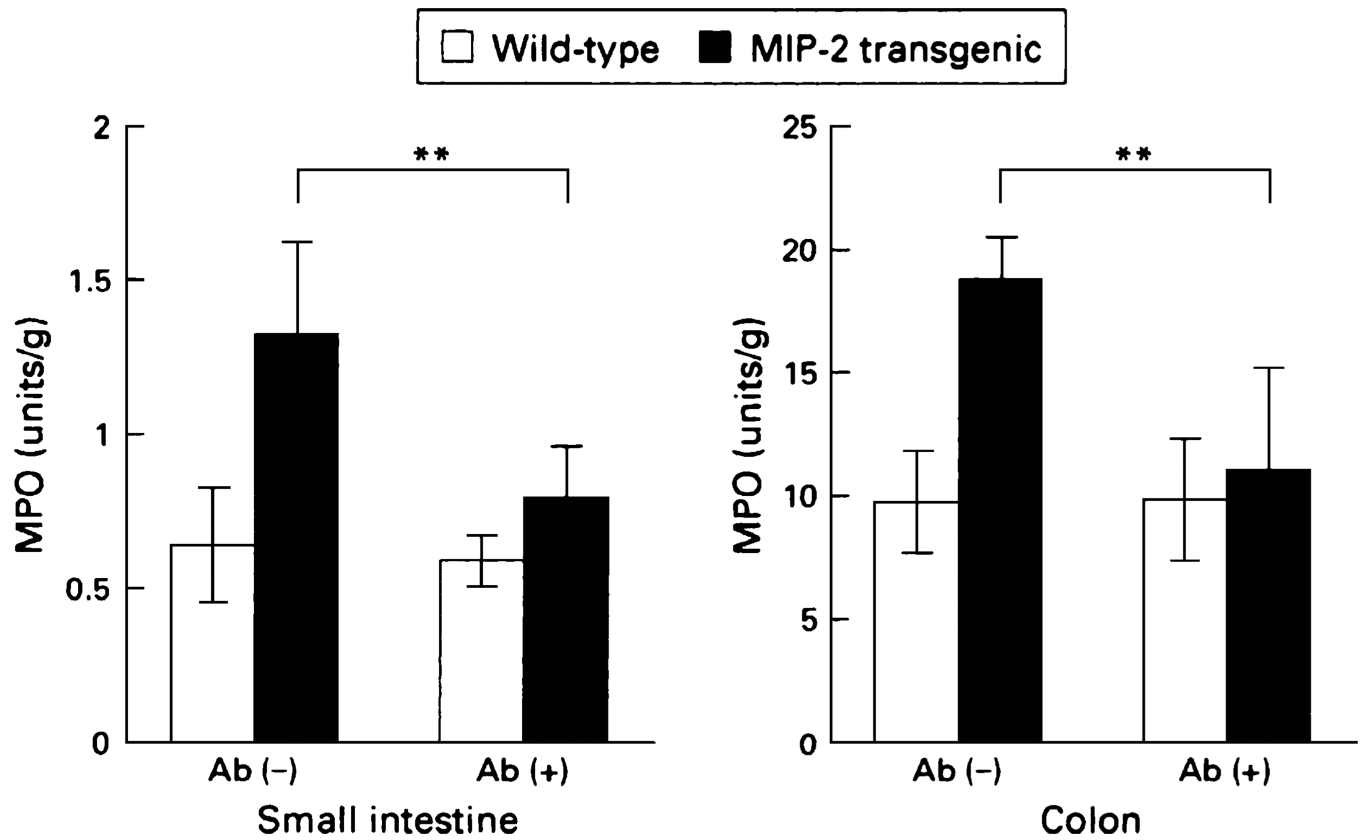 Wild-type MIP-2 transgenic
2
1.5
1
0.5
0
MPO (units/g)
**
Ab (−) Ab (+)
Small intestine
25
20
15
10
5
0
MPO (units/g)
**
Ab (−) Ab (+)
Colon